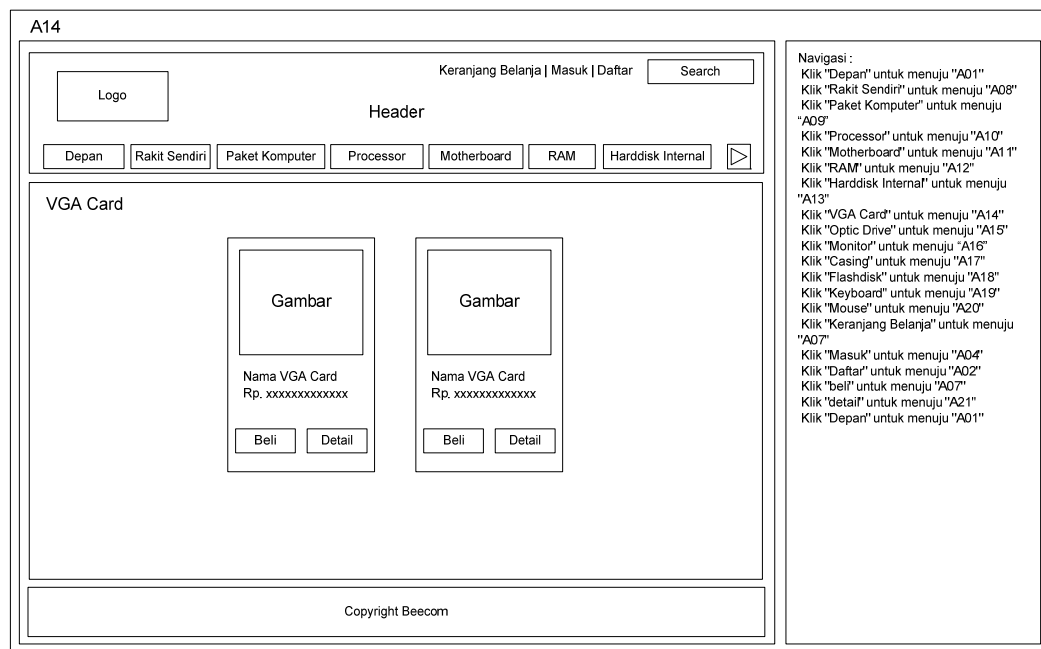 A14
Keranjang Belanja | Masuk | Daftar
Search
Logo
Header
Depan
Rakit Sendiri
Paket Komputer
Processor
Motherboard
RAM
Harddisk Internal
VGA Card
Gambar
Nama VGA Card
Rp. xxxxxxxxxxxxx
Beli
Detail
Gambar
Nama VGA Card
Rp. xxxxxxxxxxxxx
Beli
Detail
Copyright Beecom
Navigasi :
Klik "Depan" untuk menuju "A01"
Klik "Rakit Sendiri" untuk menuju "A08"
Klik "Paket Komputer" untuk menuju
“A09”
Klik "Processor" untuk menuju "A10"
Klik "Motherboard" untuk menuju "A11"
Klik "RAM" untuk menuju "A12"
Klik "Harddisk Internal" untuk menuju
"A13"
Klik "VGA Card" untuk menuju "A14"
Klik "Optic Drive" untuk menuju "A15"
Klik "Monitor" untuk menuju “A16”
Klik "Casing" untuk menuju "A17"
Klik "Flashdisk" untuk menuju "A18"
Klik "Keyboard" untuk menuju "A19"
Klik "Mouse" untuk menuju "A20"
Klik "Keranjang Belanja" untuk menuju
"A07"
Klik "Masuk" untuk menuju "A04"
Klik "Daftar" untuk menuju "A02"
Klik "beli" untuk menuju "A07"
Klik "detail" untuk menuju "A21"
Klik "Depan" untuk menuju "A01"